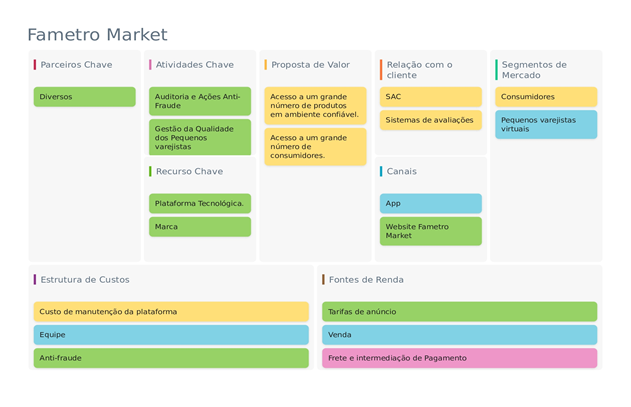 Fametro Market
Parceiros Chave
Diversos
Atividades Chave
Auditoria e Ações Anti-
Fraude
Gestão da Qualidade
dos Pequenos
varejistas
Recurso Chave
Plataforma Tecnológica.
Marca
Proposta de Valor
Acesso a um grande
número de produtos
em ambiente confiável.
Acesso a um grande
número de
consumidores.
Relação com o
cliente
SAC
Sistemas de avaliações
Canais
App
Website Fametro
Market
Segmentos de
Mercado
Consumidores
Pequenos varejistas
virtuais
Estrutura de Custos
Custo de manutenção da plataforma
Equipe
Anti-fraude
Fontes de Renda
Tarifas de anúncio
Venda
Frete e intermediação de Pagamento